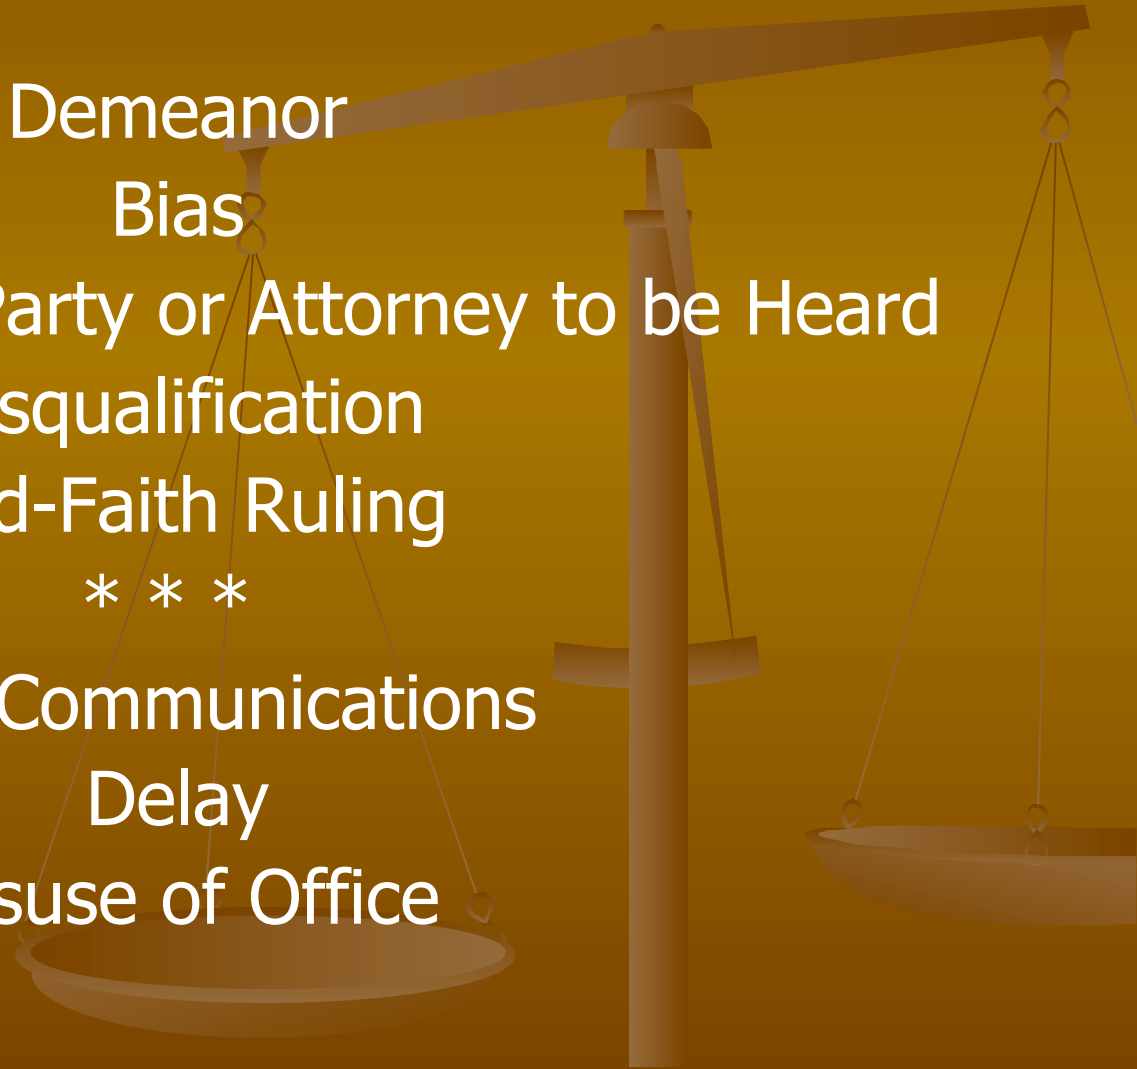 Demeanor
Bias
Party or Attorney to be Heard
squalification
d-Faith Ruling
* * *
Communications
Delay
suse of Office